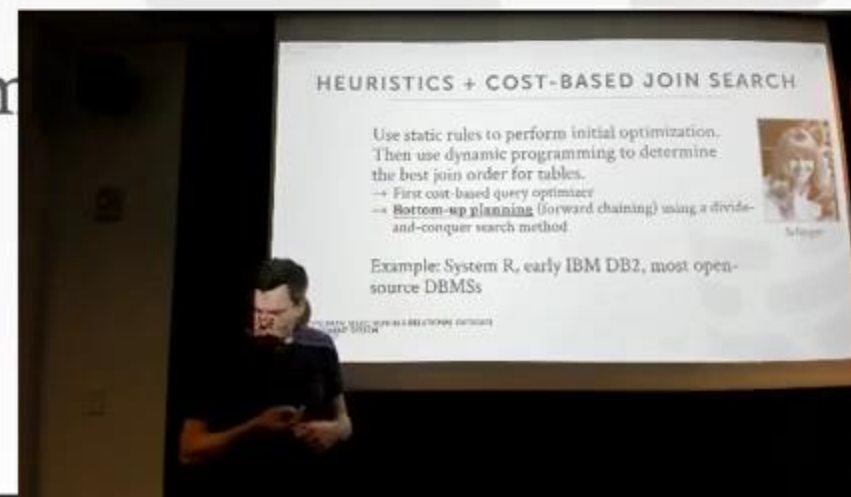 HEURISTICS + COST-BASED JOIN SEARCH
Use static rules to perform initial optimization.
Then use dynamic programming to determine
the best join order for tables.
→ First cost-based query optimizer
→ Bottom-up planning (forward chaining) using a divide-
and-conquer search method
Selinger
Example: System R, early IBM DB2, most open-
source DBMSs